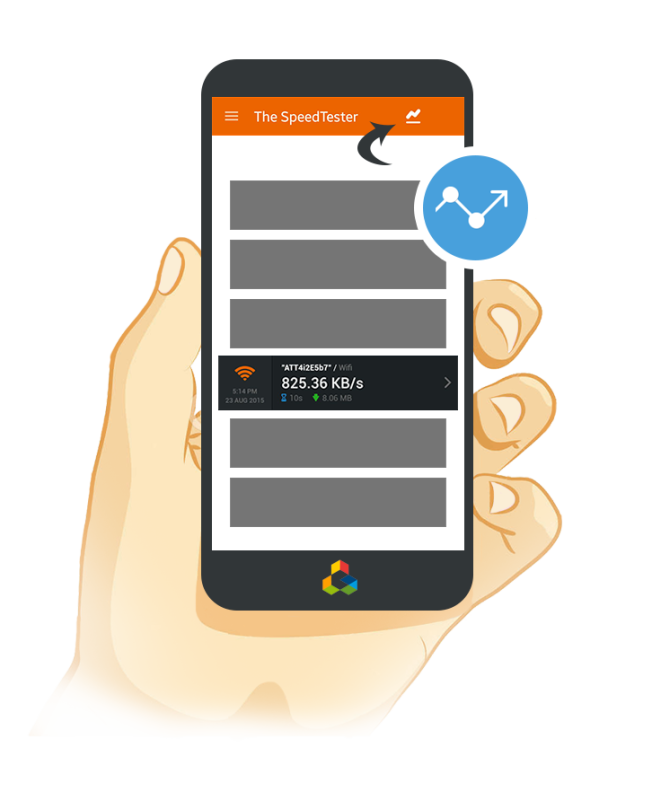 The SpeedTester
"ATT4i2E5b7" / Wifi
825.36 KB/s
5:14 PM
23 AUG 2015
10s 8.06 MB